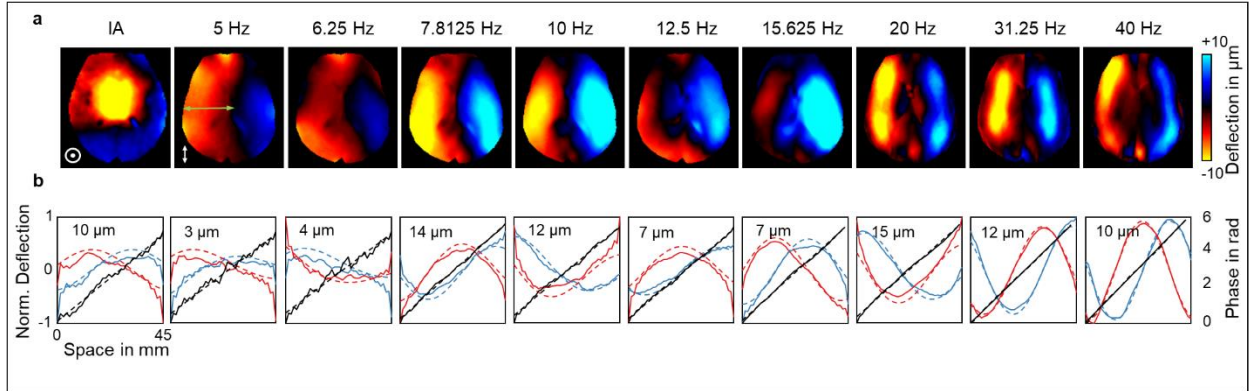 a
IA 5 Hz 6.25 Hz 7.8125 Hz 10 Hz 12.5 Hz 15.625 Hz 20 Hz 31.25 Hz 40 Hz
+10
Deflection in µm
-10
b
Norm. Deflection
1
0
-1
10 µm 3 µm 4 µm 14 µm 12 µm 7 µm 7 µm 15 µm 12 µm 10 µm
6
4
2
0
Phase in rad
0 45
Space in mm